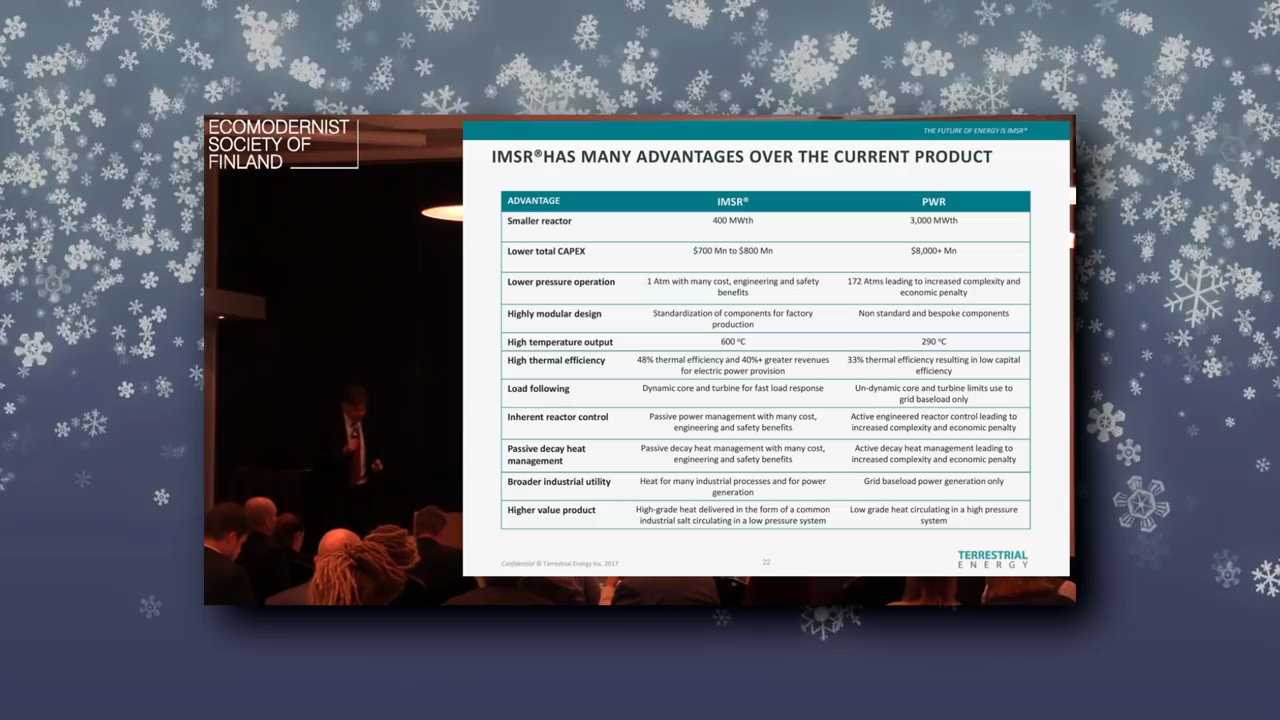 ECOMODERNIST
SOCIETY OF
FINLAND
THE FUTURE OF ENERGY IS IMSR®
IMSR®HAS MANY ADVANTAGES OVER THE CURRENT PRODUCT
ADVANTAGE IMSR® PWR
Smaller reactor 400 MWth 3,000 MWth
Lower total CAPEX $700 Mn to $800 Mn $8,000+ Mn
Lower pressure operation 1 Atm with many cost, engineering and safety 172 Atms leading to increased complexity and
benefits economic penalty
Highly modular design Standardization of components for factory Non standard and bespoke components
production
High temperature output 600 ºC 290 ºC
High thermal efficiency 48% thermal efficiency and 40%+ greater revenues 33% thermal efficiency resulting in low capital
for electric power provision efficiency
Load following Dynamic core and turbine for fast load response Un-dynamic core and turbine limits use to
grid baseload only
Inherent reactor control Passive power management with many cost, Active engineered reactor control leading to
engineering and safety benefits increased complexity and economic penalty
Passive decay heat Passive decay heat management with many cost, Active decay heat management leading to
management engineering and safety benefits increased complexity and economic penalty
Broader industrial utility Heat for many industrial processes and for power Grid baseload power generation only
generation
Higher value product High-grade heat delivered in the form of a common Low grade heat circulating in a high pressure
industrial salt circulating in a low pressure system system
Confidential © Terrestrial Energy Inc. 2017 22
TERRESTRIAL
ENERGY